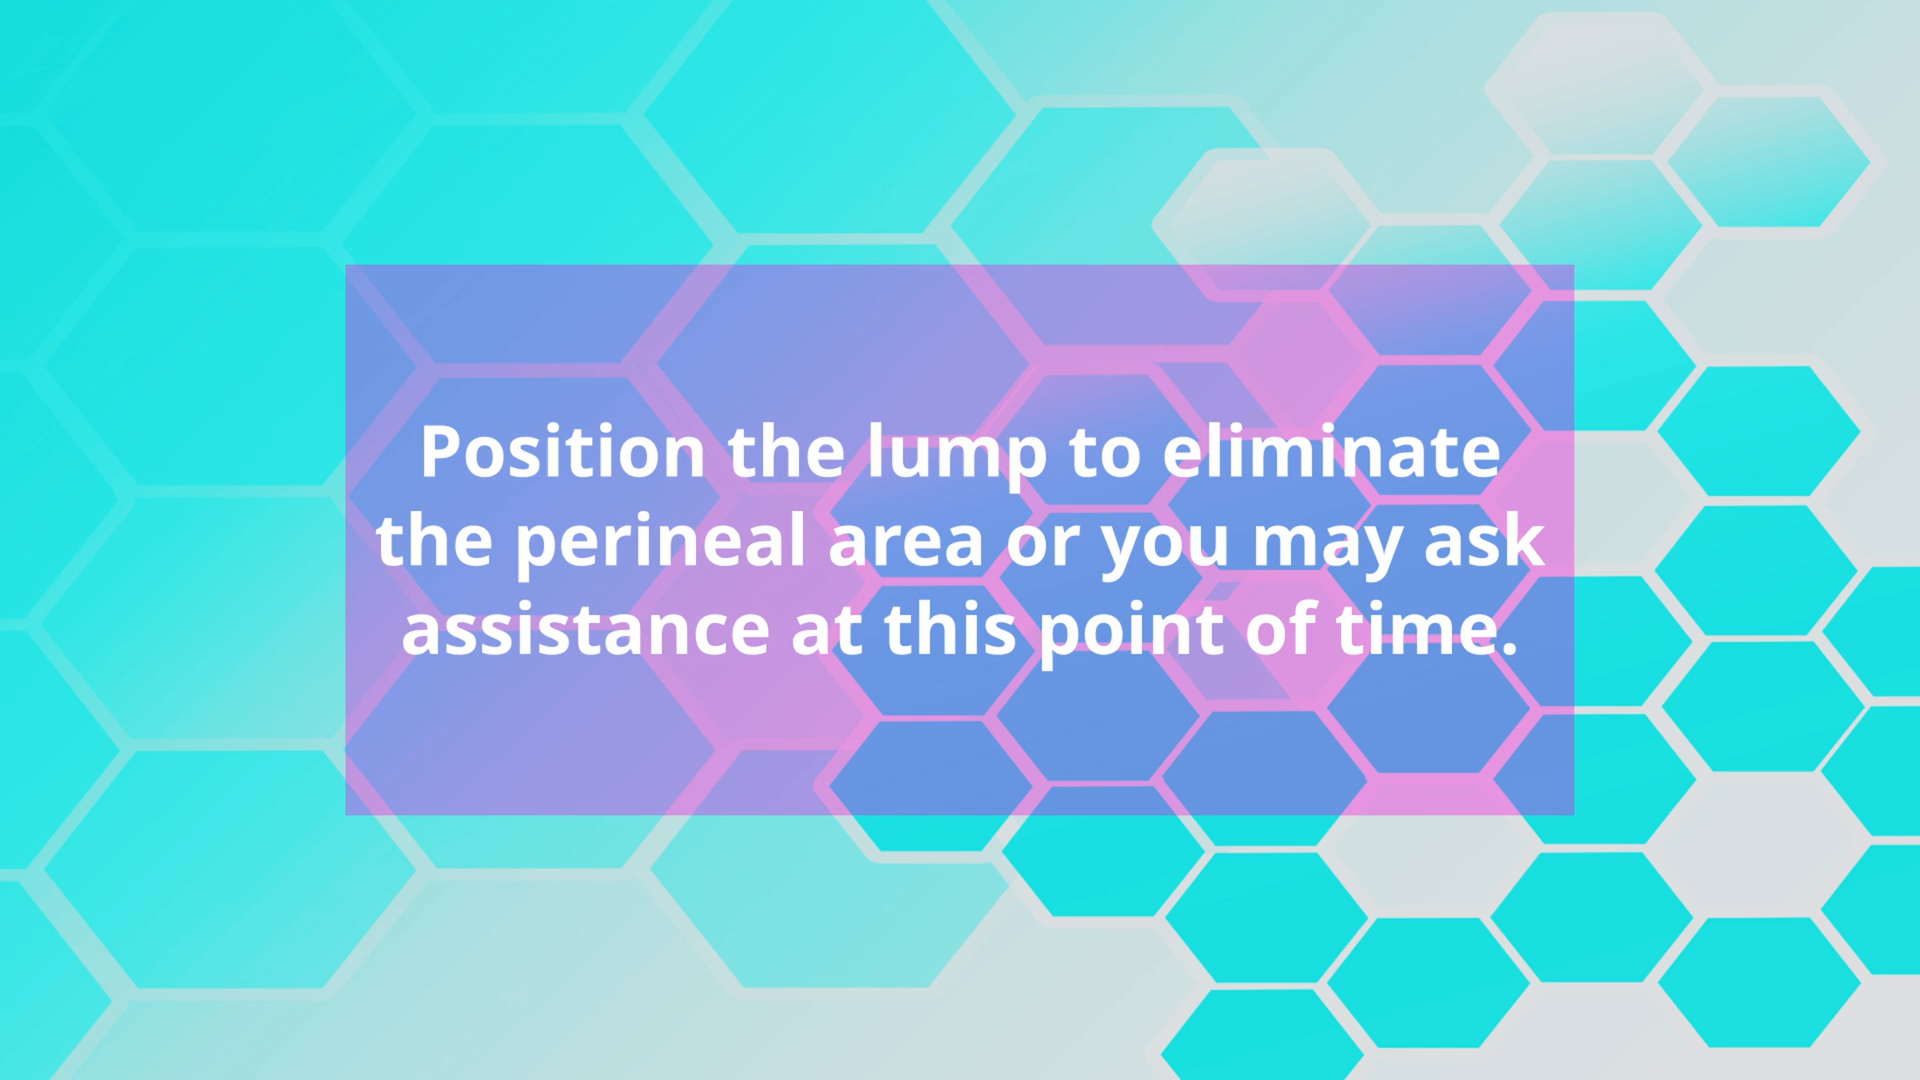 Position the lump to eliminate
the perineal area or you may ask
assistance at this point of time.